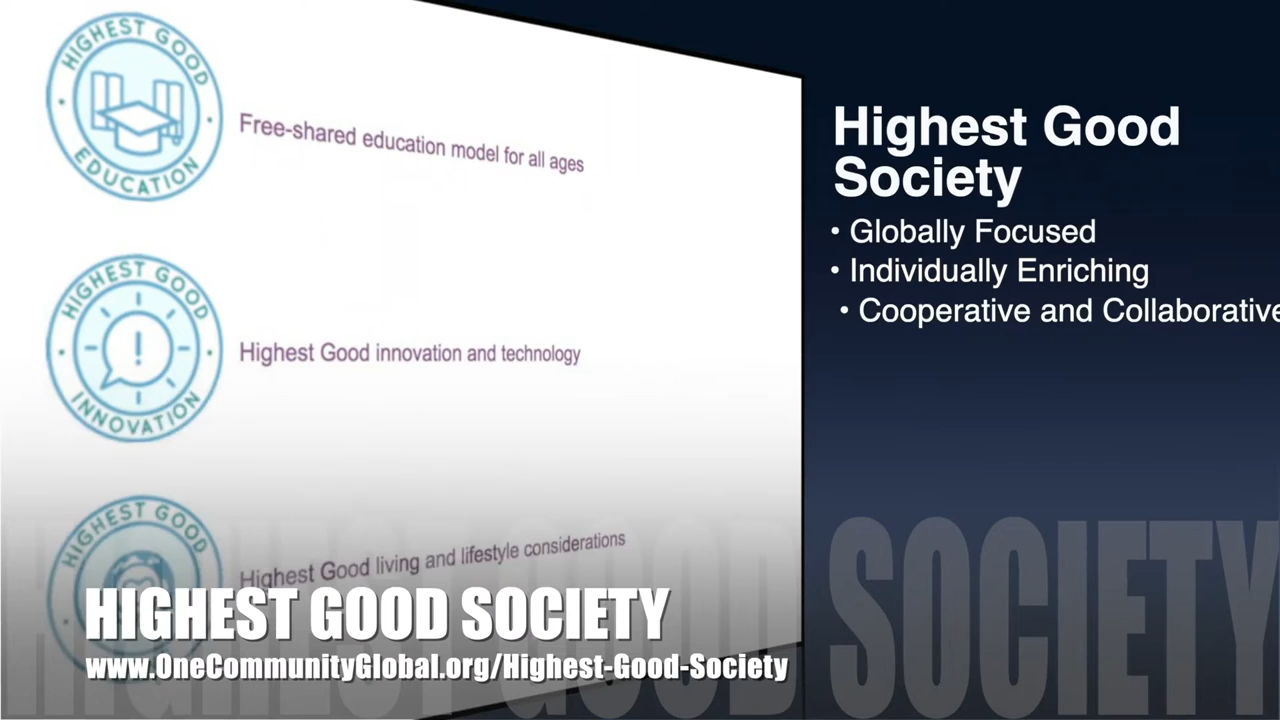 HIGHEST GOOD
EDUCATION
Free-shared education model for all ages
HIGHEST GOOD
INNOVATION
Highest Good innovation and technology
HIGHEST GOOD
Highest Good living and lifestyle considerations
Highest Good
Society
• Globally Focused
• Individually Enriching
• Cooperative and Collaborative
HIGHEST GOOD SOCIETY
HIGHEST GOOD SOCIETY
www.OneCommunityGlobal.org/Highest-Good-Society